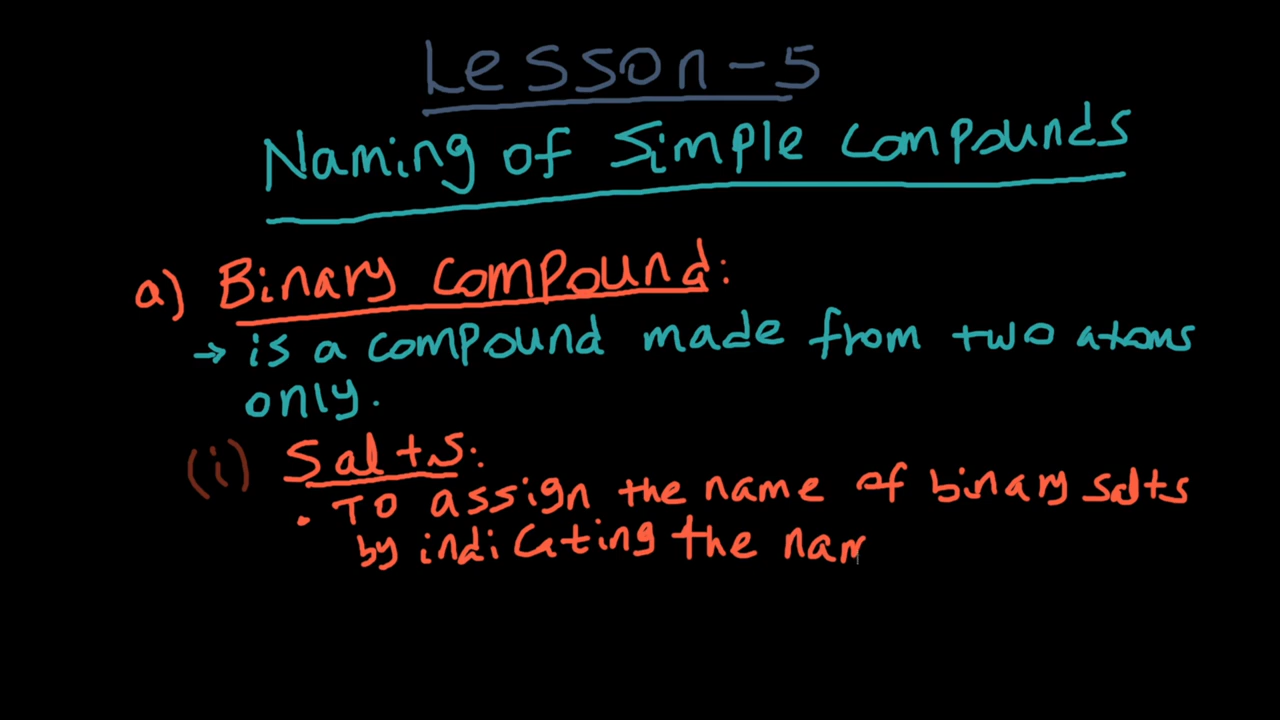 Lesson-5
Naming of Simple compounds
a) Binary compound:
→ is a compound made from two atoms
only.
(i) Salts:
• To assign the name of binary salts
by indicating the nam